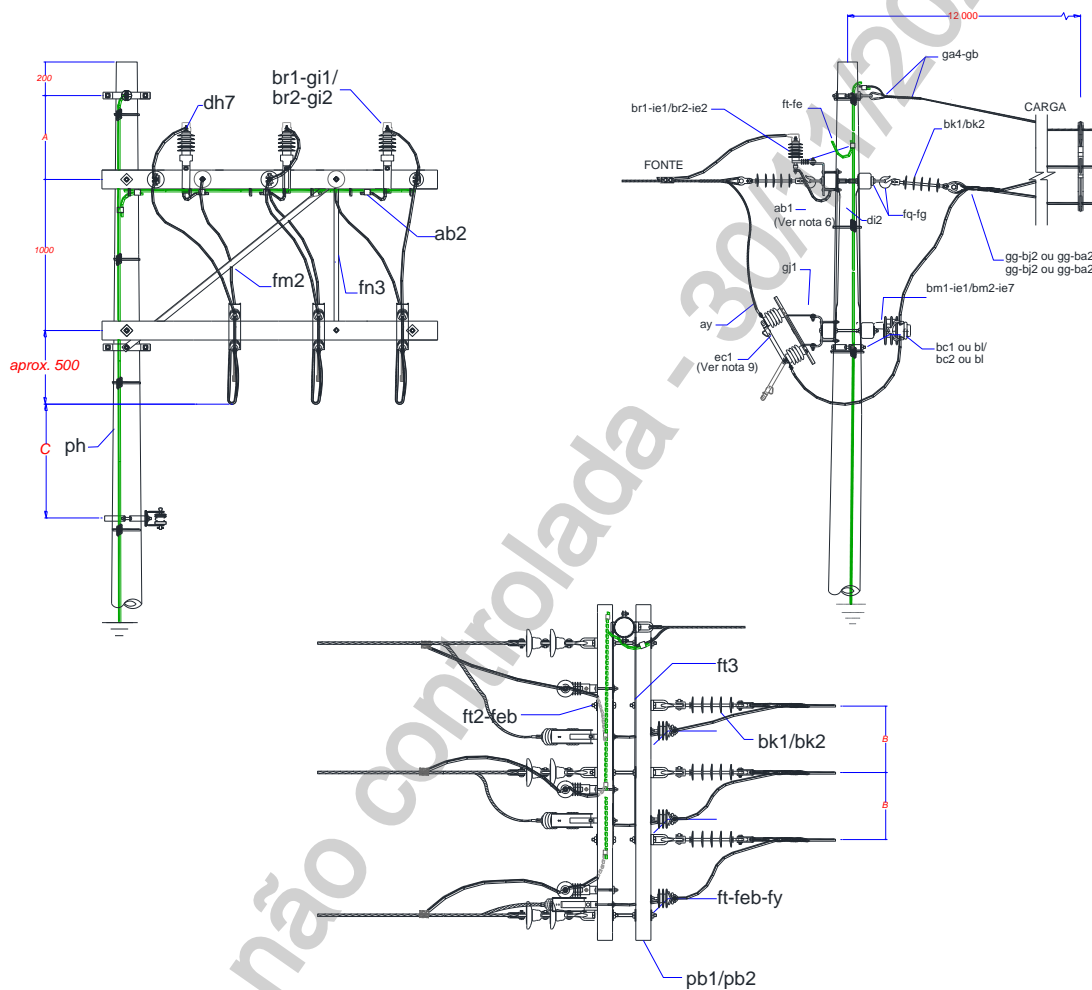 200
A
1000
aprox. 500
C
ph
dh7
br1-gi1/
br2-gi2
ab2
fm2
fn3
12.000
ga4-gb
CARGA
bk1/bk2
ft-fe
br1-ie1/br2-ie2
FONTE
ab1
(Ver nota 6)
di2
fq-fg
gg-bj2 ou gg-ba2
gg-bj2 ou gg-ba2
gj1
bm1-ie1/bm2-ie7
ay
ec1
(Ver nota 9)
bc1 ou bl/
bc2 ou bl
ft3
ft2-feb
bk1/bk2
B
B
ft-feb-fy
pb1/pb2
não controlada - 30/11/20